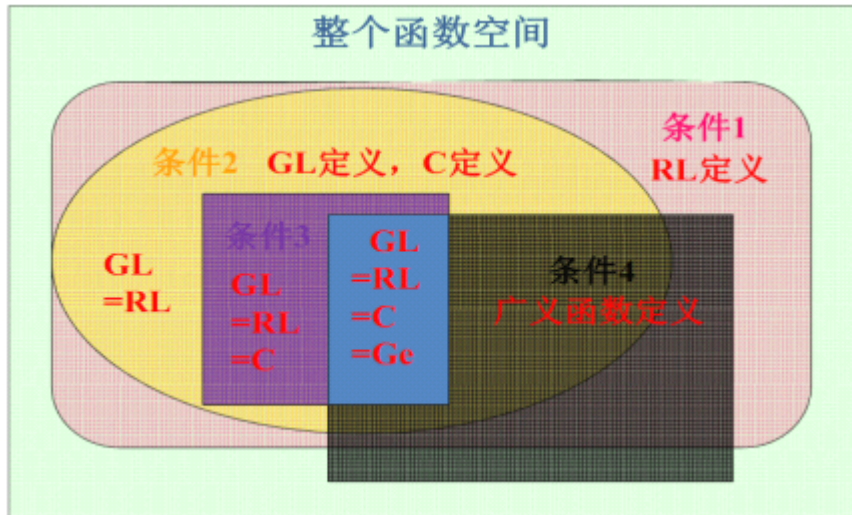 整个函数空间
条件1
RL定义
条件2 GL定义，C定义
条件3
GL
=RL
GL
=RL
=C
GL
=RL
=C
=Ge
条件4
广义函数定义